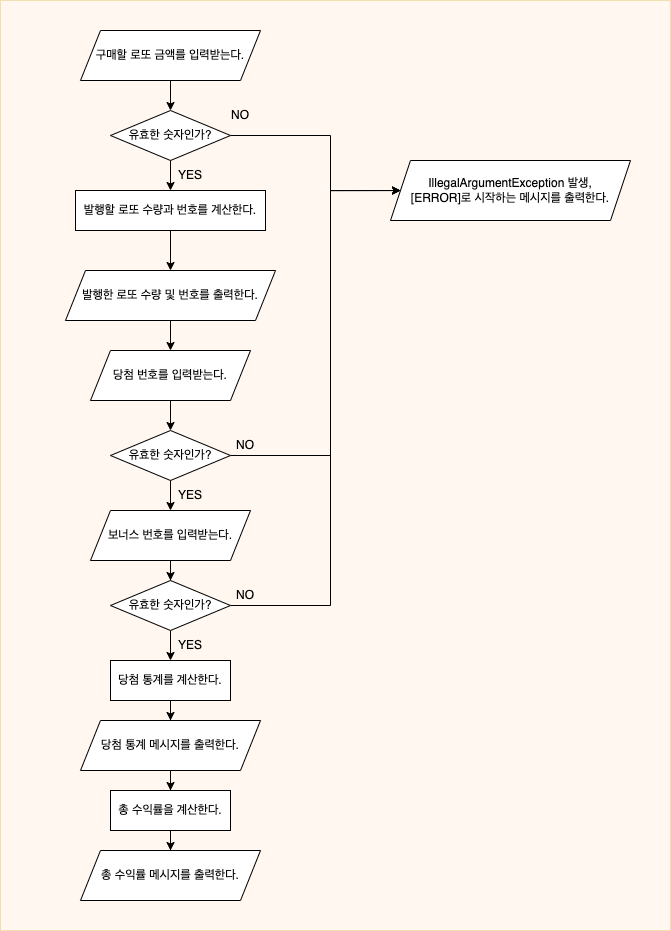 구매할 로또 금액를 입력받는다.
NO
유효한 숫자인가?
YES
IllegalArgumentException 발생,
[ERROR]로 시작하는 메시지를 출력한다.
발행할 로또 수량과 번호를 계산한다.
발행한 로또 수량 및 번호를 출력한다.
당첨 번호를 입력받는다.
NO
유효한 숫자인가?
YES
보너스 번호를 입력받는다.
NO
유효한 숫자인가?
YES
당첨 통계를 계산한다.
당첨 통계 메시지를 출력한다.
총 수익률을 계산한다.
총 수익률 메시지를 출력한다.